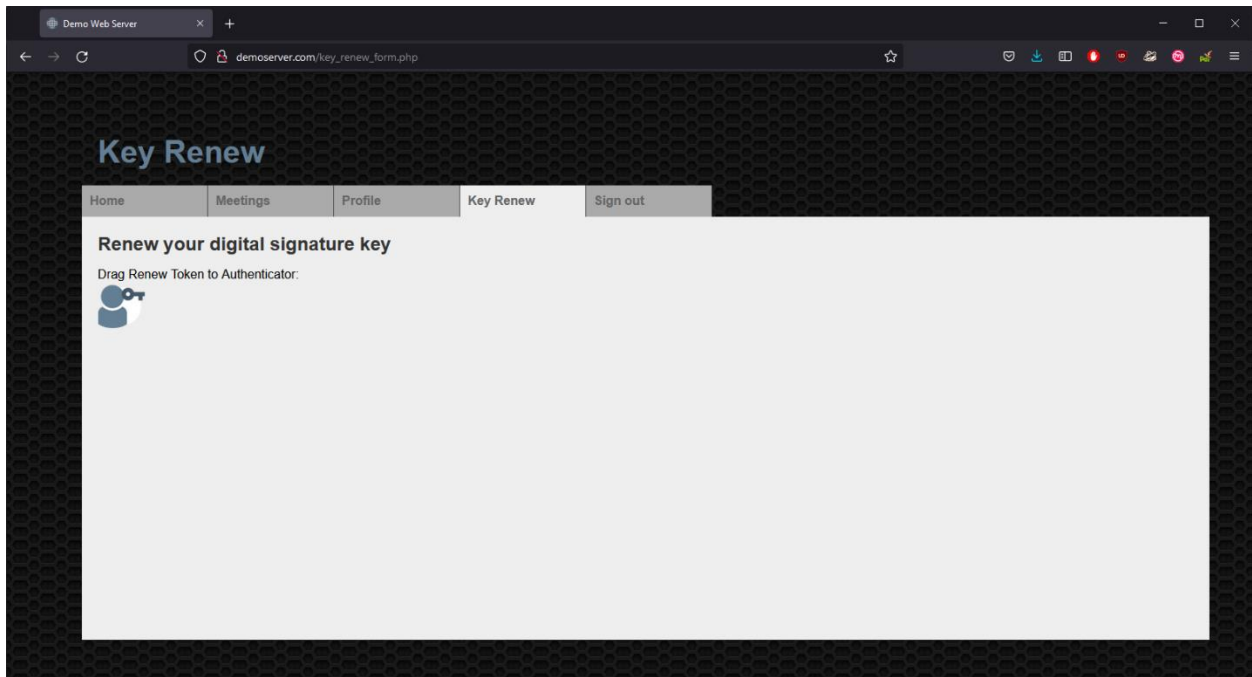 Demo Web Server
demoserver.com/key_renew_form.php
Key Renew
Home Meetings Profile Key Renew Sign out
Renew your digital signature key
Drag Renew Token to Authenticator: